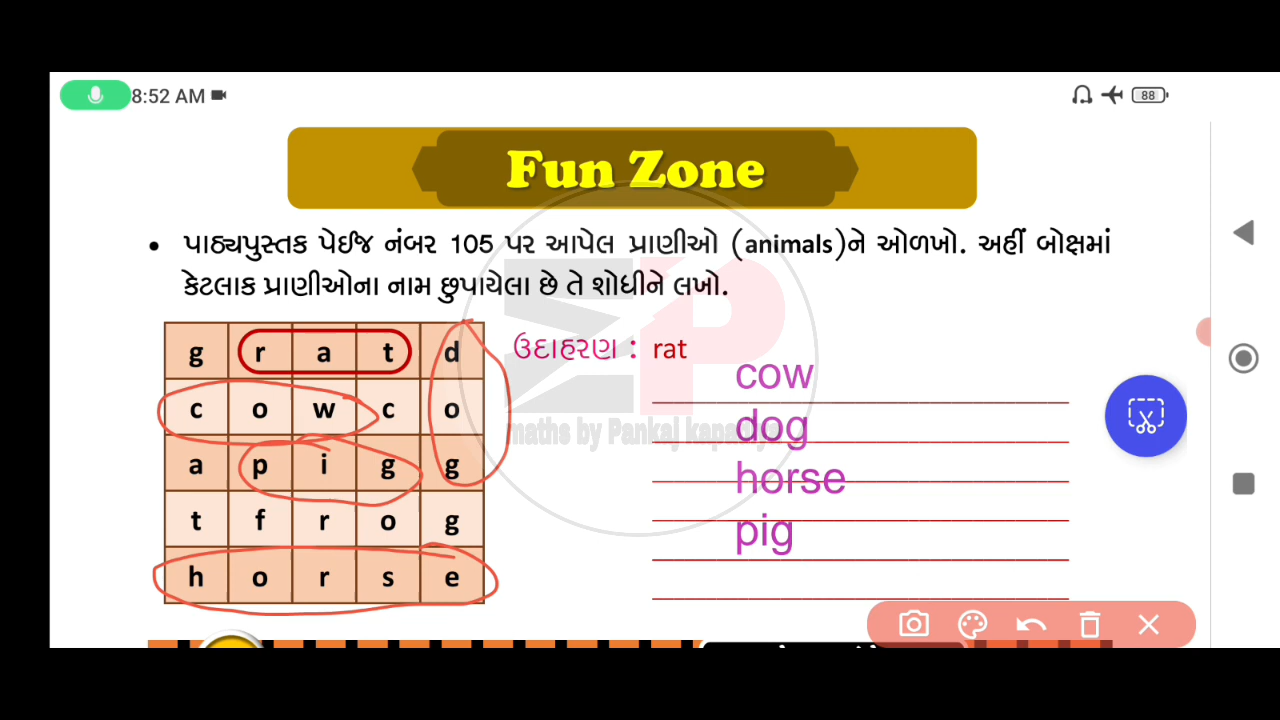 8:52 AM
88
Fun Zone
• પાઠ્યપુસ્તક પેઈજ નંબર 105 પર આપેલ પ્રાણીઓ (animals)ને ઓળખો. અહીં બોક્ષમાં
કેટલાક પ્રાણીઓના નામ છુપાયેલા છે તે શોધીને લખો.
g r a t d
c o w c o
a p i g g
t f r o g
h o r s e
ઉદાહરણ : rat
cow
dog
horse
pig
maths by Pankaj